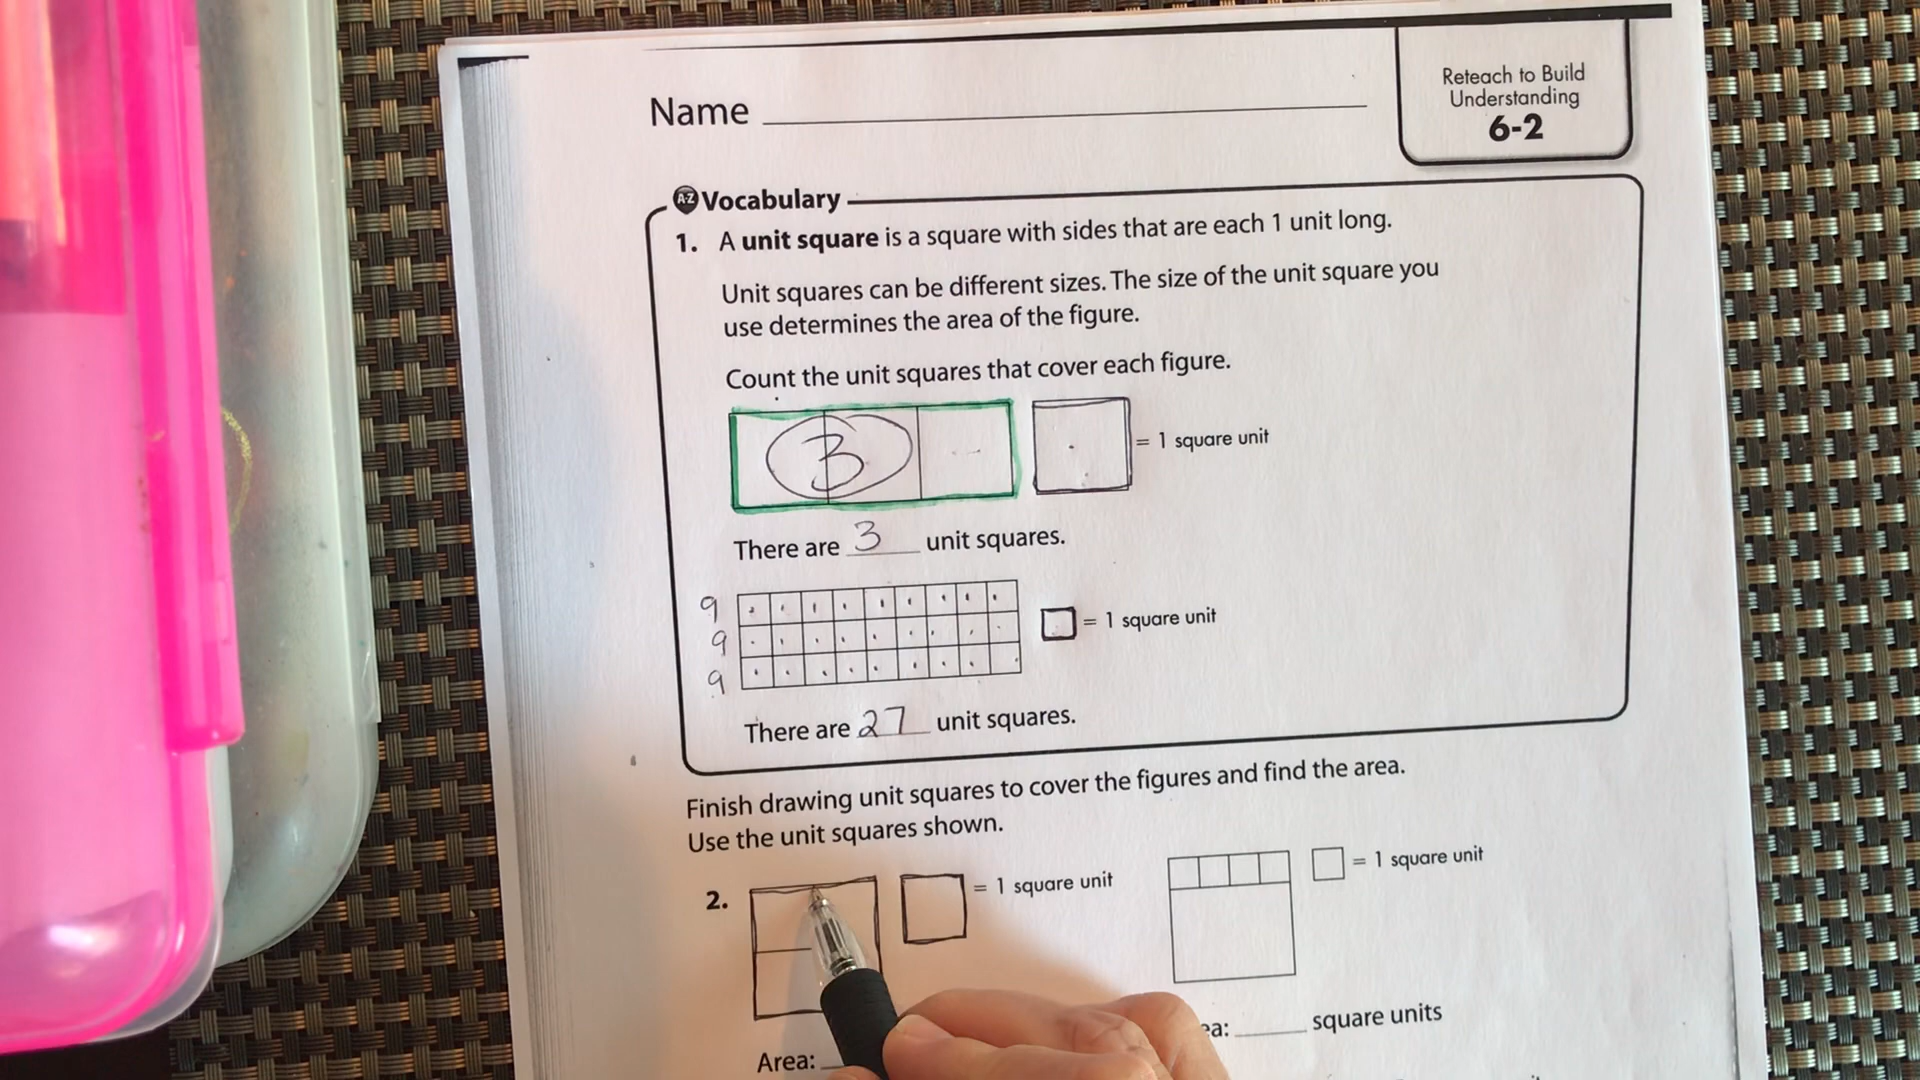 Name
Reteach to Build
Understanding
6-2
A-Z Vocabulary
1. A unit square is a square with sides that are each 1 unit long.
Unit squares can be different sizes. The size of the unit square you
use determines the area of the figure.
Count the unit squares that cover each figure.
3
= 1 square unit
There are 3 unit squares.
9
9
9
= 1 square unit
There are 27 unit squares.
Finish drawing unit squares to cover the figures and find the area.
Use the unit squares shown.
2.
= 1 square unit
= 1 square unit
Area:
ea: square units